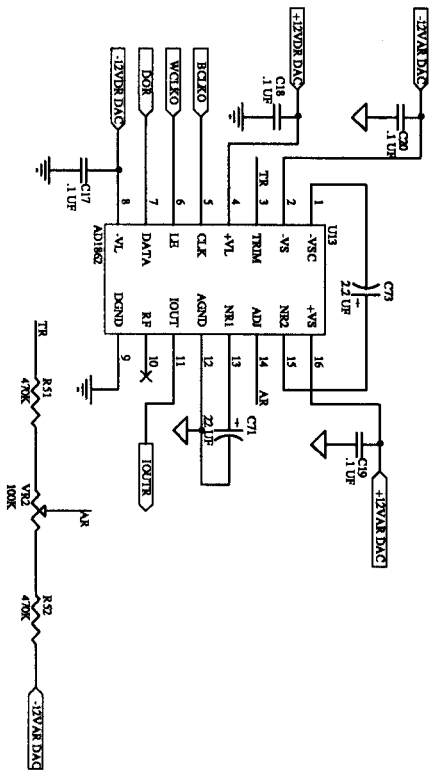 -12VAR DAC
C20
.1 UF
+12VDR DAC
C18
.1 UF
BCLKO
WCLKO
DOR
-12VDR DAC
C17
.1 UF
TR
U13
1 -VSC
2 -VS
3 TRIM
4 +VL
5 CLK
6 LE
7 DATA
8 -VL
AD1862
+VS 16
NR2 15
ADJ 14
NR1 13
AGND 12
IOUT 11
RF 10
DGND 9
C73
2.2 UF
+
AR
C71
22 UF
+
C19
.1 UF
+12VAR DAC
IOUTR
TR
R51
470K
VR2
100K
AR
R52
470K
-12VAR DAC